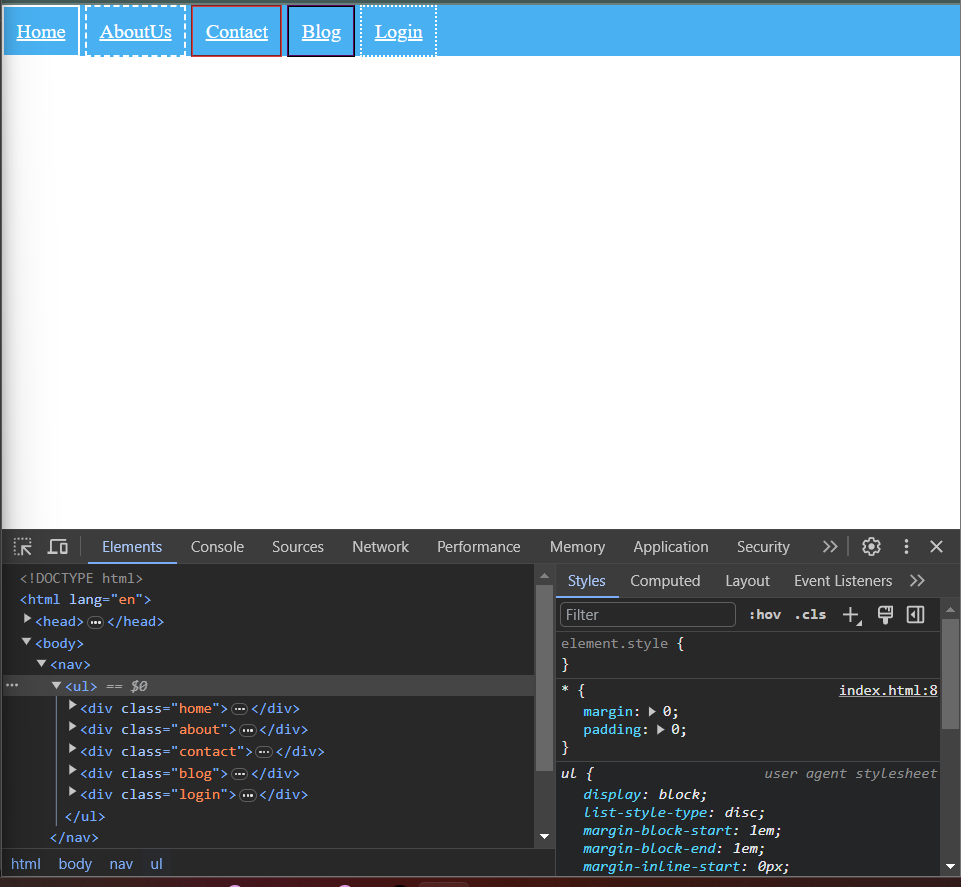 Home AboutUs Contact Blog Login
Elements Console Sources Network Performance Memory Application Security
<!DOCTYPE html>
<html lang="en">
<head> </head>
<body>
<nav>
<ul> == $0
<div class="home"> </div>
<div class="about"> </div>
<div class="contact"> </div>
<div class="blog"> </div>
<div class="login"> </div>
</ul>
</nav>
html body nav ul
Styles Computed Layout Event Listeners
Filter :hov .cls
element.style {
}
* { index.html:8
margin: 0;
padding: 0;
}
ul { user agent stylesheet
display: block;
list-style-type: disc;
margin-block-start: 1em;
margin-block-end: 1em;
margin-inline-start: 0px;